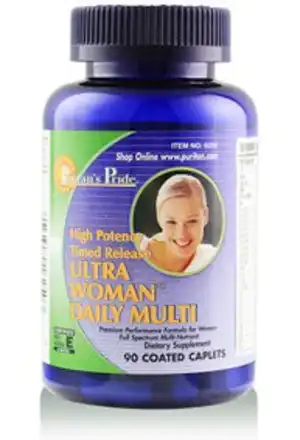 ITEM NO.
Shop Online www.puritan.com
Puritan's Pride
High Potency
Timed Release
ULTRA
WOMAN
DAILY MULTI
Premium Performance Formula for Women
Full Spectrum Multi-Nutrient
Dietary Supplement
90 COATED CAPLETS